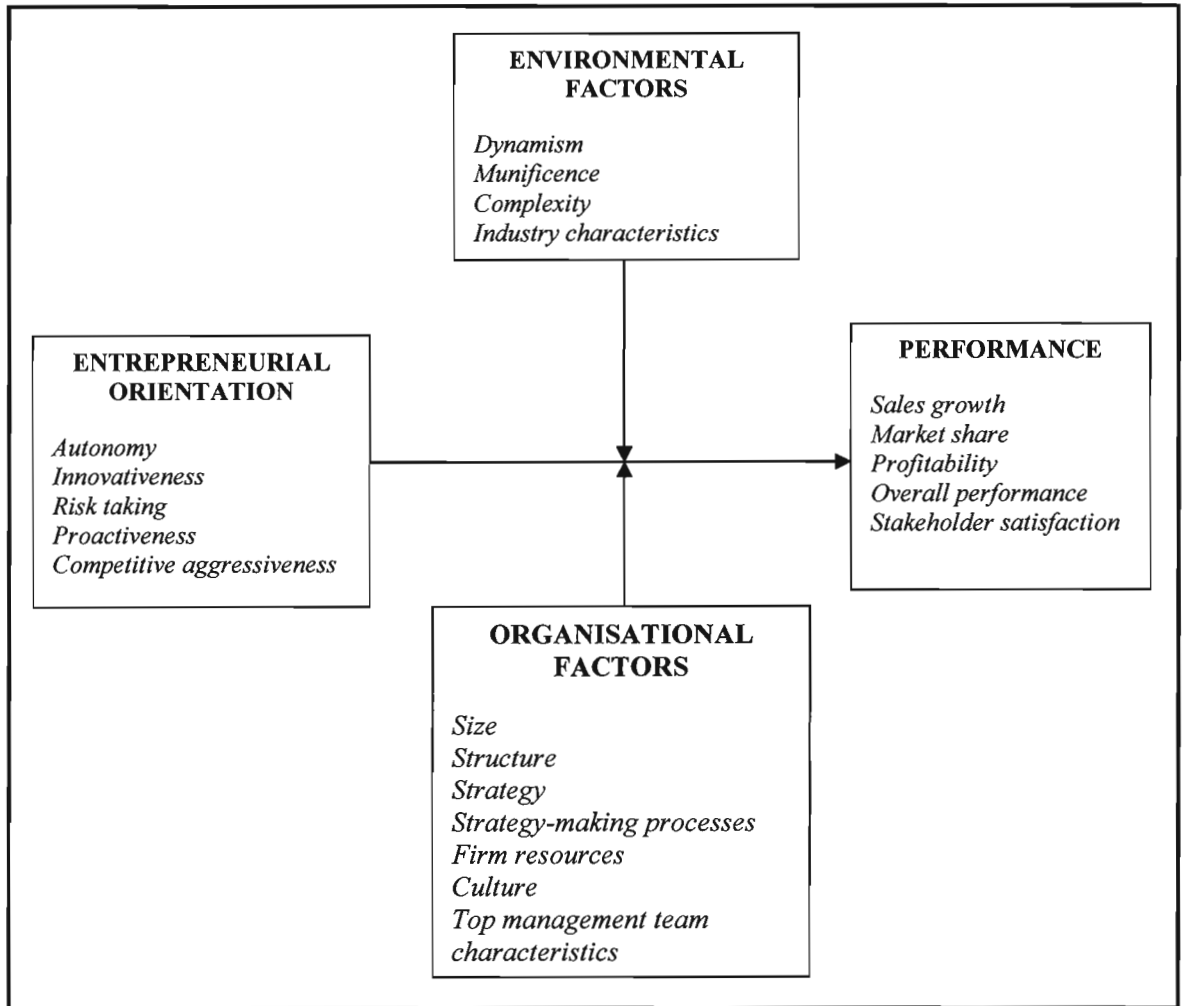 ENVIRONMENTAL
FACTORS
Dynamism
Munificence
Complexity
Industry characteristics
ENTREPRENEURIAL
ORIENTATION
Autonomy
Innovativeness
Risk taking
Proactiveness
Competitive aggressiveness
PERFORMANCE
Sales growth
Market share
Profitability
Overall performance
Stakeholder satisfaction
ORGANISATIONAL
FACTORS
Size
Structure
Strategy
Strategy-making processes
Firm resources
Culture
Top management team
characteristics